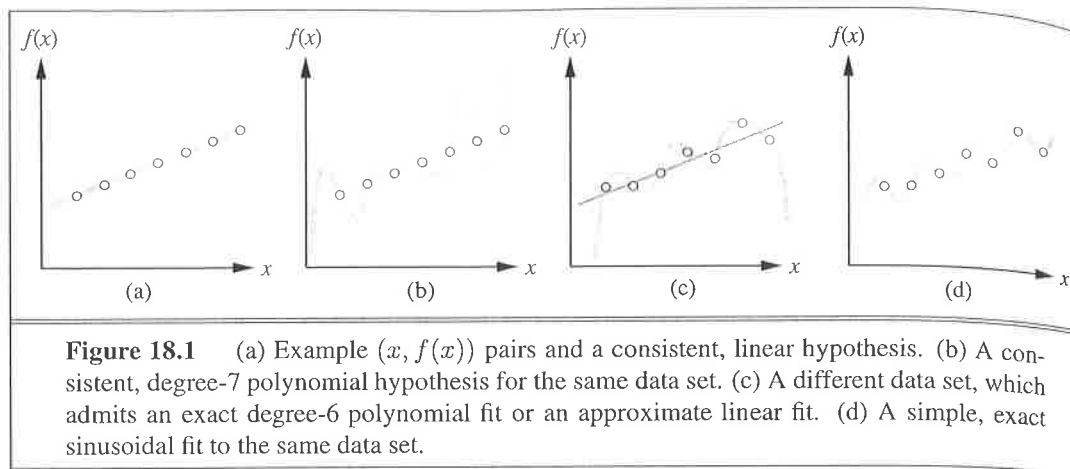 f(x) f(x) f(x) f(x)
x x x x
(a) (b) (c) (d)
Figure 18.1 (a) Example (x, f(x)) pairs and a consistent, linear hypothesis. (b) A con-
sistent, degree-7 polynomial hypothesis for the same data set. (c) A different data set, which
admits an exact degree-6 polynomial fit or an approximate linear fit. (d) A simple, exact
sinusoidal fit to the same data set.